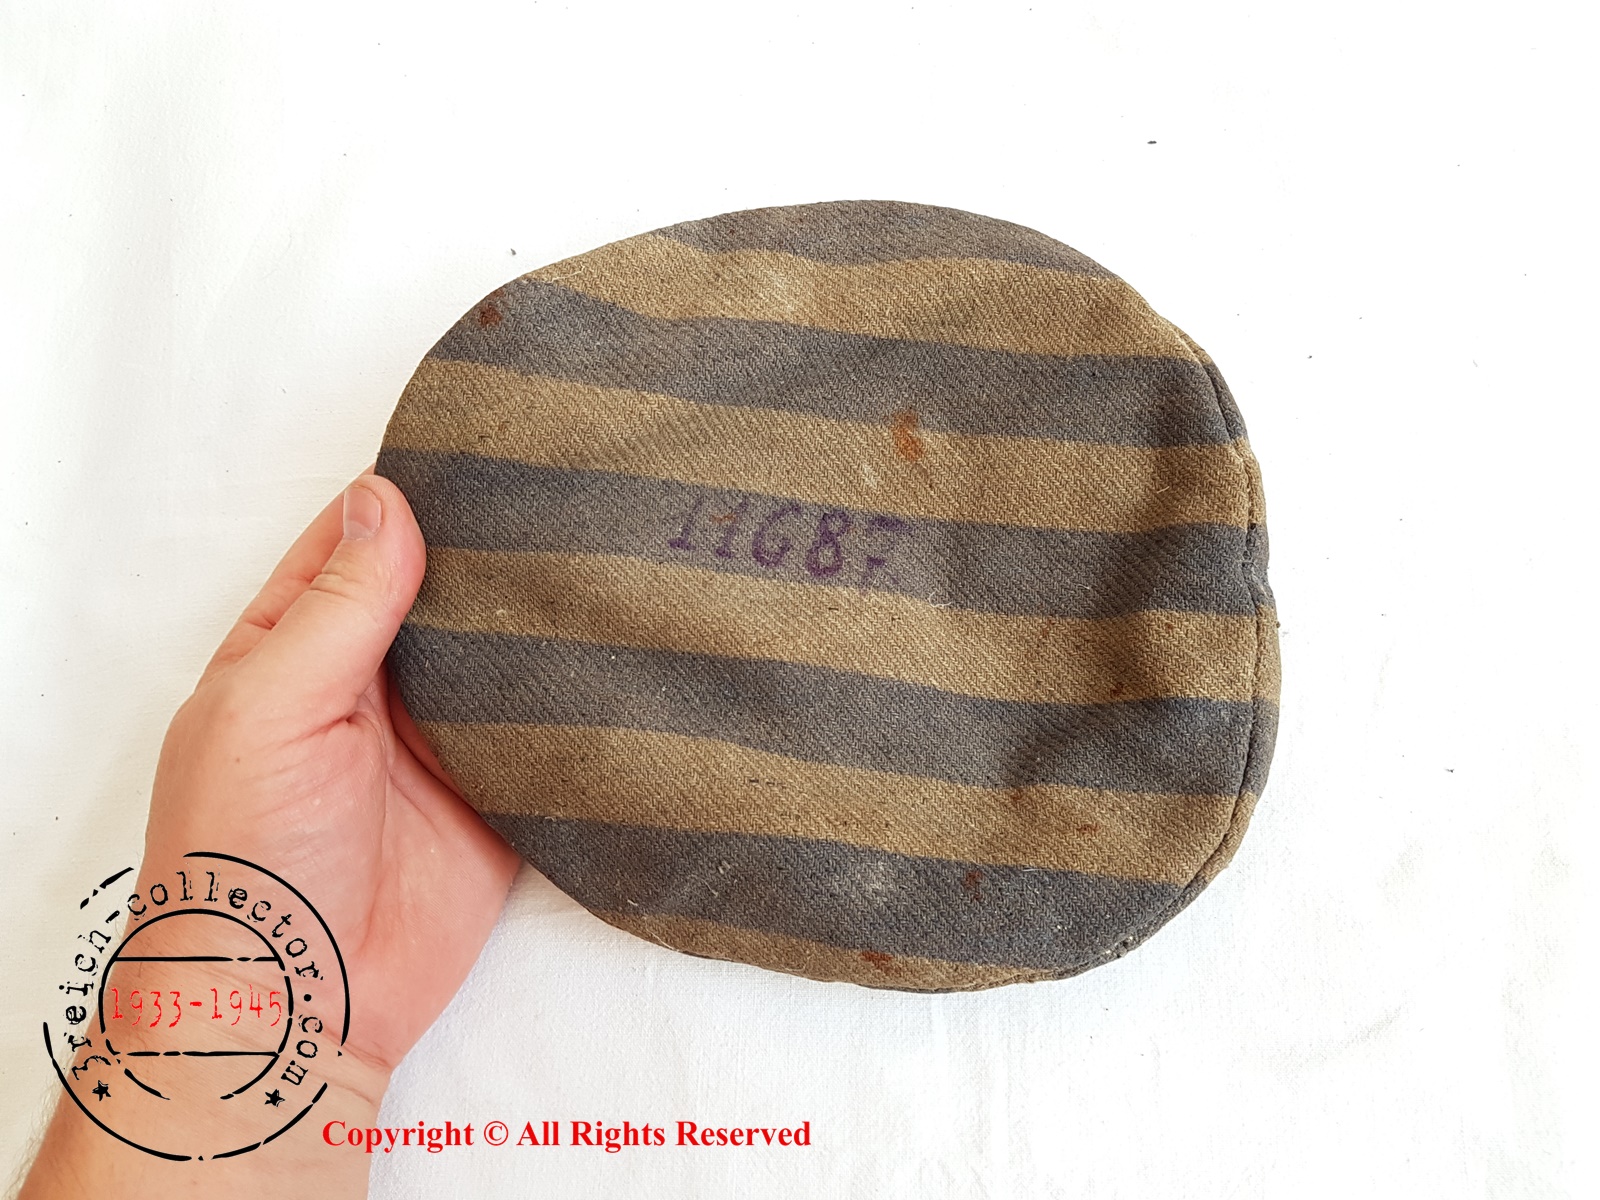 11687
3reich-collector.com
1933-1945
Copyright © All Rights Reserved